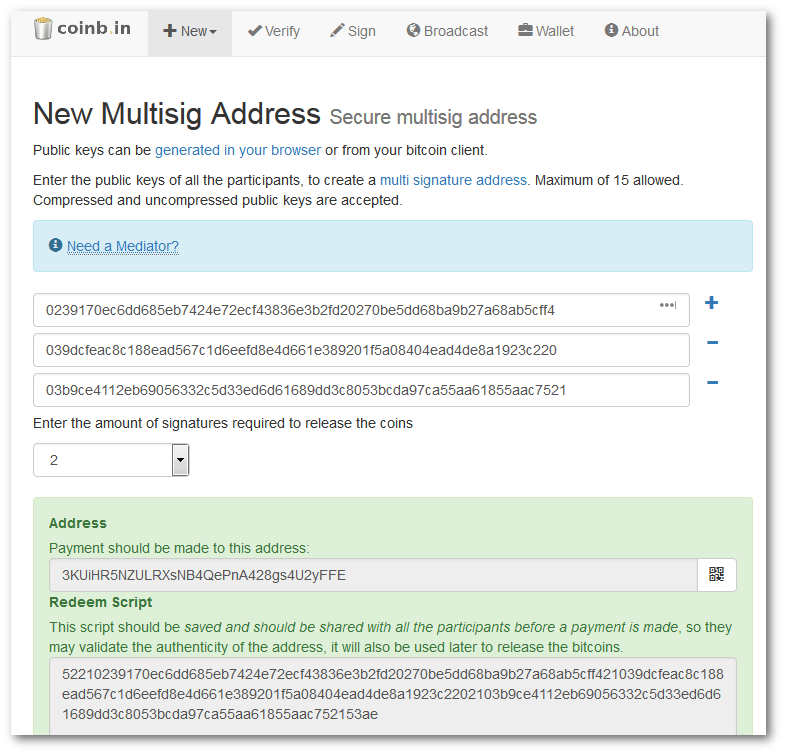 coinb.in
New
Verify
Sign
Broadcast
Wallet
About
New Multisig Address Secure multisig address
Public keys can be generated in your browser or from your bitcoin client.
Enter the public keys of all the participants, to create a multi signature address. Maximum of 15 allowed.
Compressed and uncompressed public keys are accepted.
Need a Mediator?
0239170ec6dd685eb7424e72ecf43836e3b2fd20270be5dd68ba9b27a68ab5cff4
039dcfeac8c188ead567c1d6eefd8e4d661e389201f5a08404ead4de8a1923c220
03b9ce4112eb69056332c5d33ed6d61689dd3c8053bcda97ca55aa61855aac7521
Enter the amount of signatures required to release the coins
2
Address
Payment should be made to this address:
3KUiHR5NZULRXsNB4QePnA428gs4U2yFFE
Redeem Script
This script should be saved and should be shared with all the participants before a payment is made, so they
may validate the authenticity of the address, it will also be used later to release the bitcoins.
52210239170ec6dd685eb7424e72ecf43836e3b2fd20270be5dd68ba9b27a68ab5cff421039dcfeac8c188
ead567c1d6eefd8e4d661e389201f5a08404ead4de8a1923c2202103b9ce4112eb69056332c5d33ed6d6
1689dd3c8053bcda97ca55aa61855aac752153ae